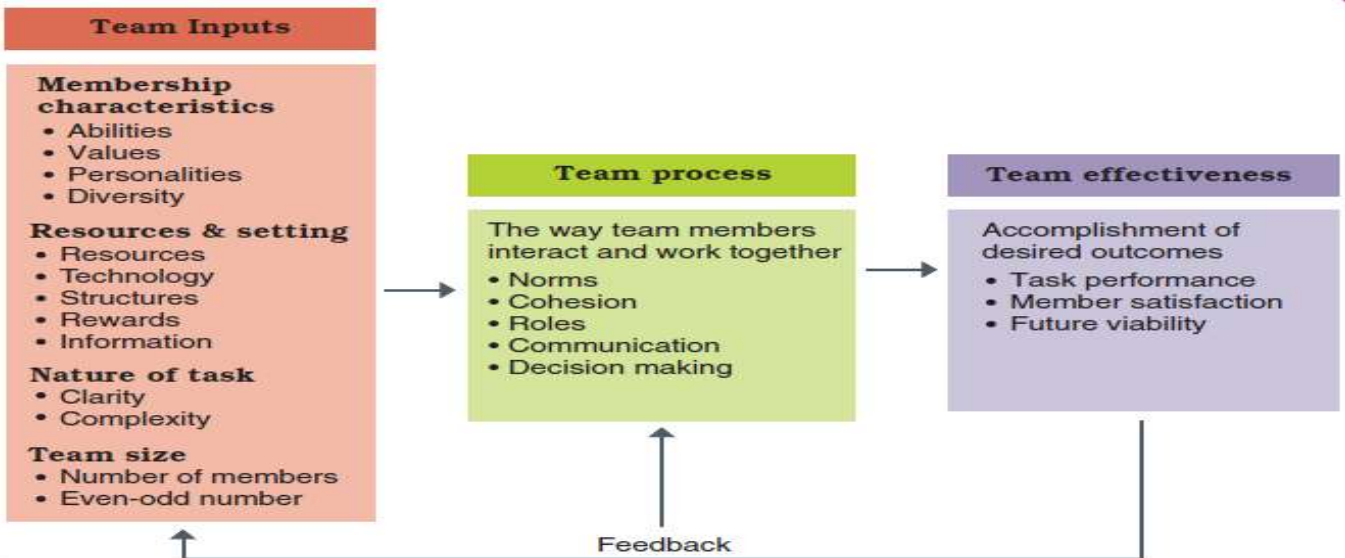 Team Inputs
Membership
characteristics
• Abilities
• Values
• Personalities
• Diversity
Resources & setting
• Resources
• Technology
• Structures
• Rewards
• Information
Nature of task
• Clarity
• Complexity
Team size
• Number of members
• Even-odd number
Team process
The way team members
interact and work together
• Norms
• Cohesion
• Roles
• Communication
• Decision making
Team effectiveness
Accomplishment of
desired outcomes
• Task performance
• Member satisfaction
• Future viability
Feedback